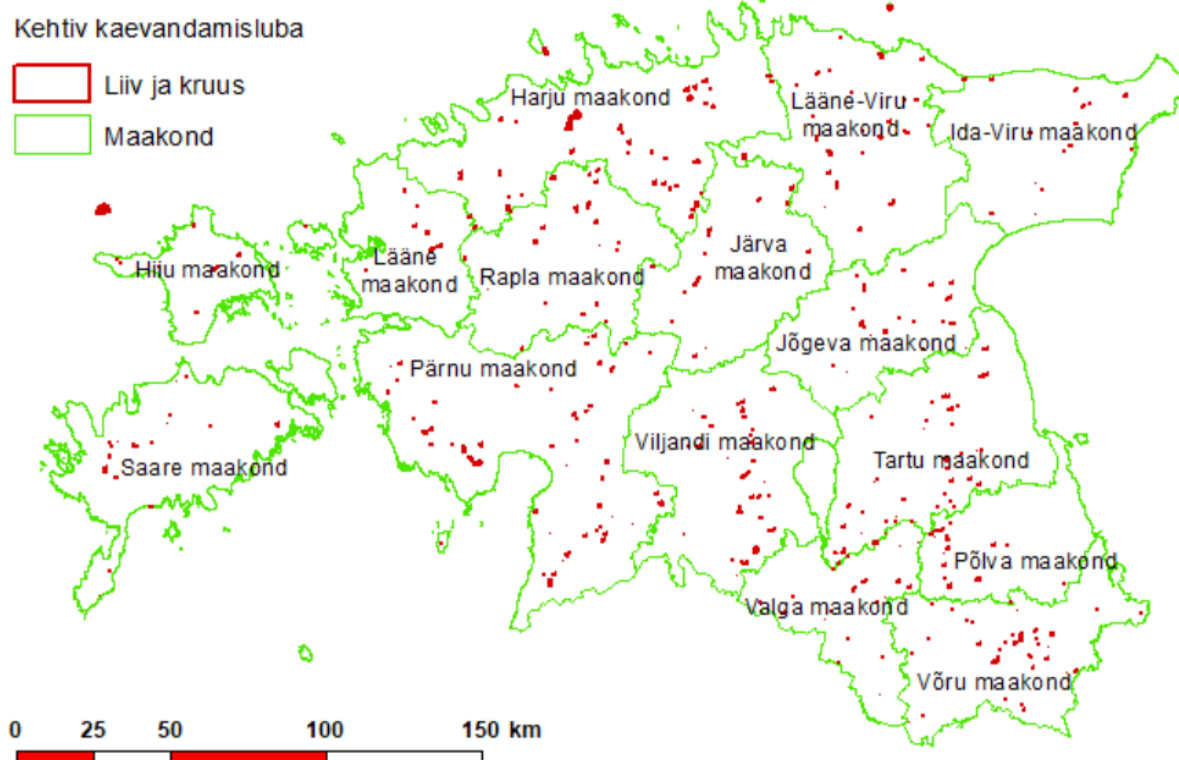 Kehtiv kaevandamisluba
Liiv ja kruus
Maakond
Harju maakond
Lääne-Viru
maakond
Ida-Viru maakond
Hiiu maakond
Lääne
maakond
Rapla maakond
Järva
maakond
Jõgeva maakond
Pärnu maakond
Viljandi maakond
Tartu maakond
Saare maakond
Põlva maakond
Valga maakond
Võru maakond
0 25 50 100 150 km